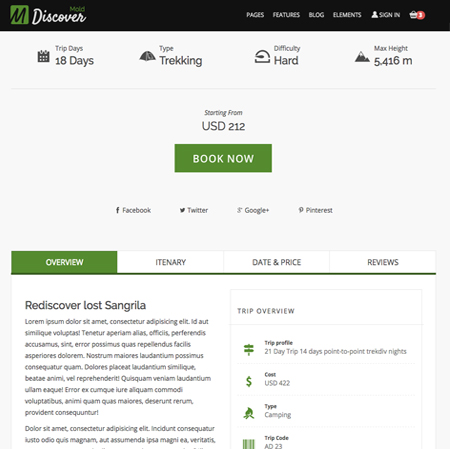 M Mold
Discover
PAGES FEATURES BLOG ELEMENTS SIGN IN 3
Trip Days
18 Days
Type
Trekking
Difficulty
Hard
Max Height
5,416 m
Starting From
USD 212
BOOK NOW
Facebook Twitter Google+ Pinterest
OVERVIEW ITENARY DATE & PRICE REVIEWS
Rediscover lost Sangrila
Lorem ipsum dolor sit amet, consectetur adipisicing elit. Id aut
similique voluptas! Tenetur aperiam alias, officiis, perferendis
accusamus, sint, error possimus quas repellendus facilis
asperiores dolorem. Nostrum maiores laudantium possimus
consequatur quam. Dolores placeat laudantium similique,
beatae animi, vel reprehenderit! Quisquam veniam laudantium
ullam eaque! Error ex cumque iure aliquam commodi
voluptatibus, animi quam quas maiores, deserunt rerum,
provident consequuntur!
Dolor sit amet, consectetur adipisicing elit. Incidunt consequatur
iusto odio quis magnam, aut assumenda ipsa magni ea, veritatis,
TRIP OVERVIEW
Trip profile
21 Day Trip 14 days point-to-point trekdiv nights
Cost
USD 422
Type
Camping
Trip Code
AD 23